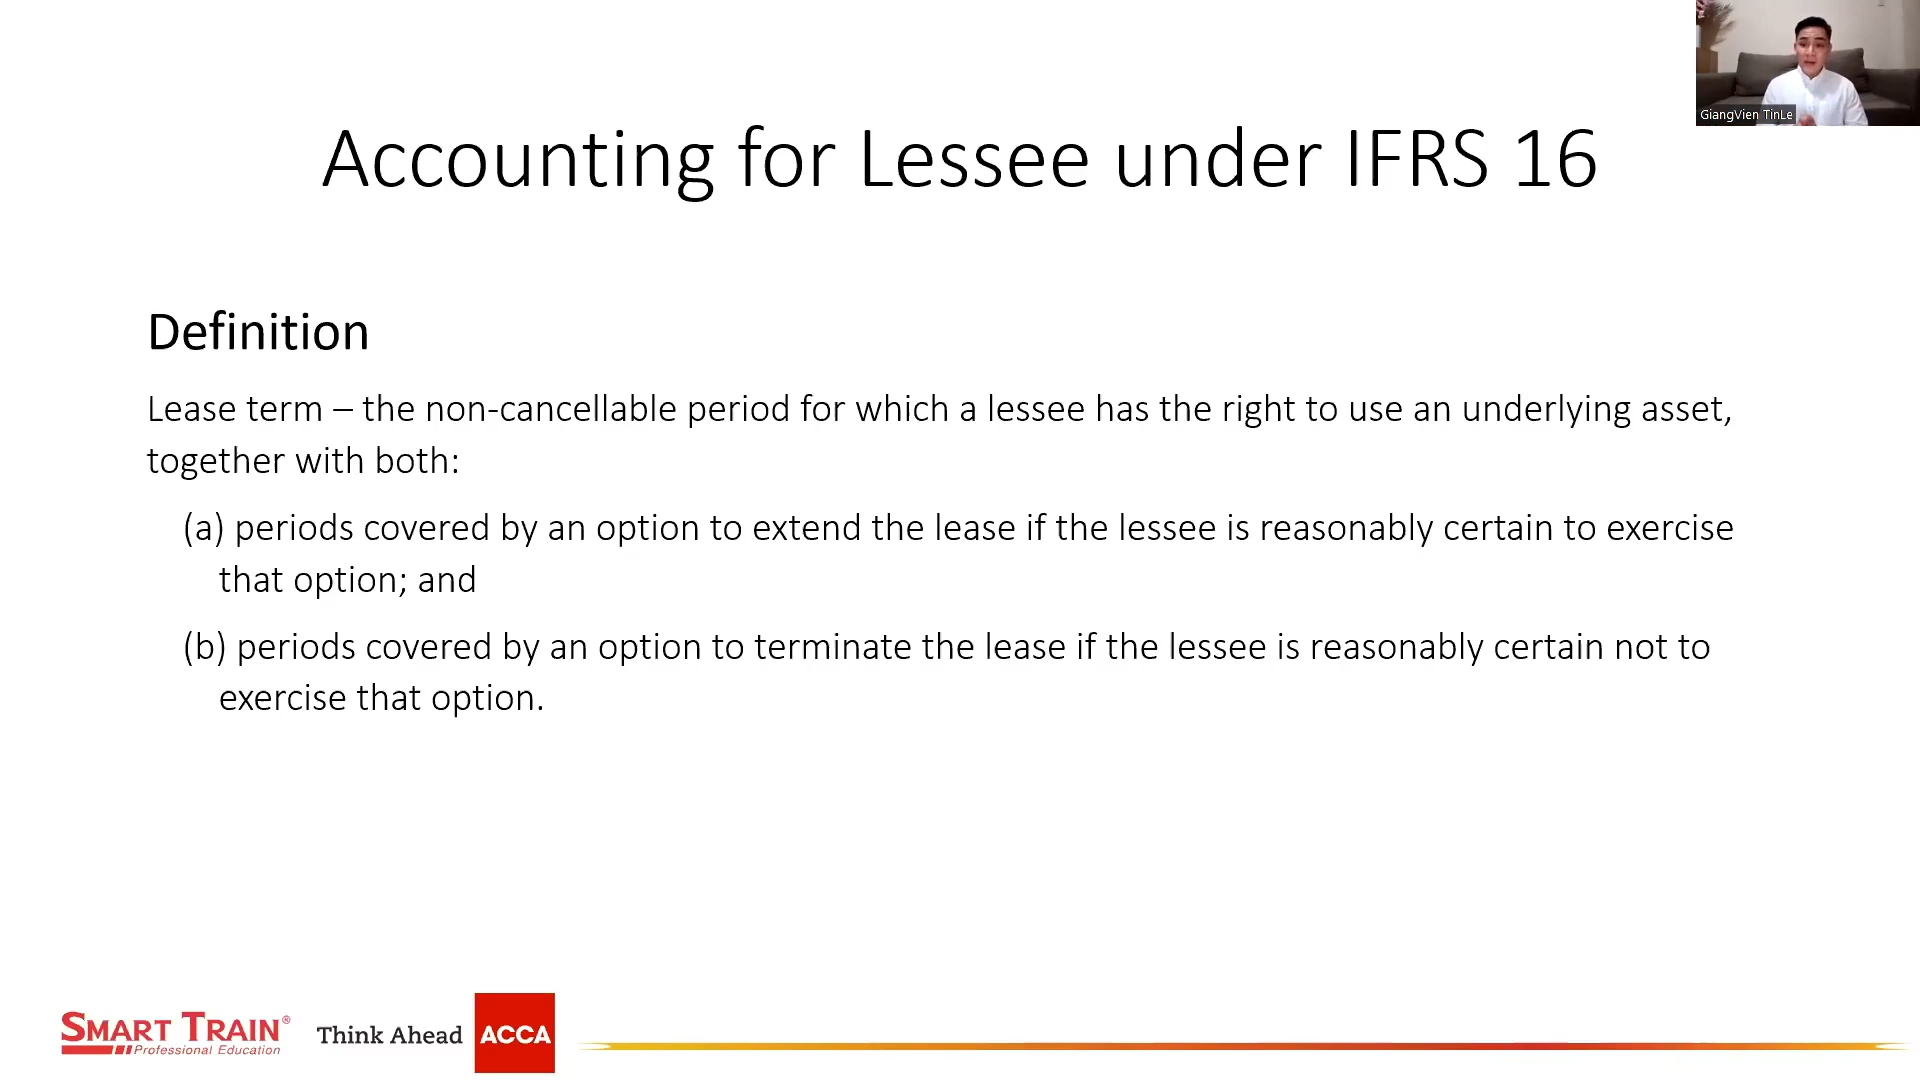 GiangVien TinLe
Accounting for Lessee under IFRS 16
Definition
Lease term – the non-cancellable period for which a lessee has the right to use an underlying asset,
together with both:
(a) periods covered by an option to extend the lease if the lessee is reasonably certain to exercise
that option; and
(b) periods covered by an option to terminate the lease if the lessee is reasonably certain not to
exercise that option.
SMART TRAIN®
Professional Education
Think Ahead
ACCA